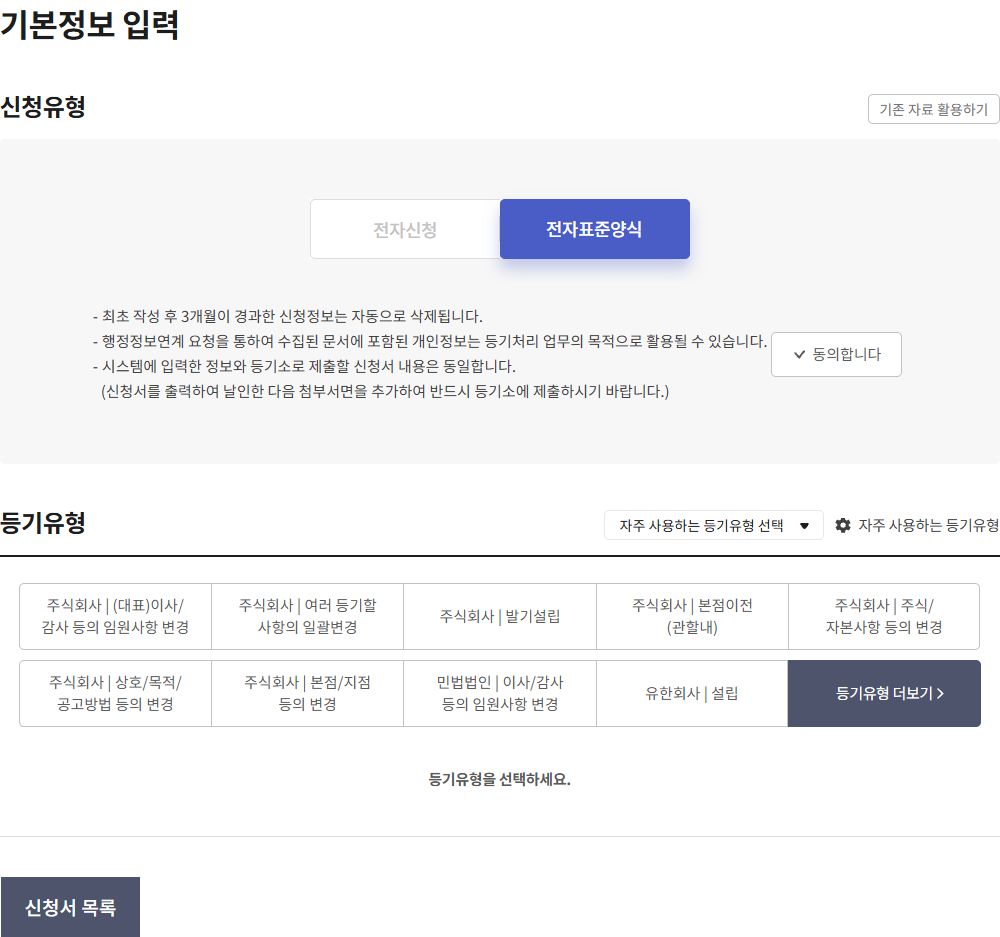 기본정보 입력
신청유형
기존 자료 활용하기
전자신청
전자표준양식
- 최초 작성 후 3개월이 경과한 신청정보는 자동으로 삭제됩니다.
- 행정정보연계 요청을 통하여 수집된 문서에 포함된 개인정보는 등기처리 업무의 목적으로 활용될 수 있습니다.
- 시스템에 입력한 정보와 등기소로 제출할 신청서 내용은 동일합니다.
(신청서를 출력하여 날인한 다음 첨부서면을 추가하여 반드시 등기소에 제출하시기 바랍니다.)
동의합니다
등기유형
자주 사용하는 등기유형 선택
자주 사용하는 등기유형
주식회사 | (대표)이사/
감사 등의 임원사항 변경
주식회사 | 여러 등기할
사항의 일괄변경
주식회사 | 발기설립
주식회사 | 본점이전
(관할내)
주식회사 | 주식/
자본사항 등의 변경
주식회사 | 상호/목적/
공고방법 등의 변경
주식회사 | 본점/지점
등의 변경
민법법인 | 이사/감사
등의 임원사항 변경
유한회사 | 설립
등기유형 더보기 >
등기유형을 선택하세요.
신청서 목록